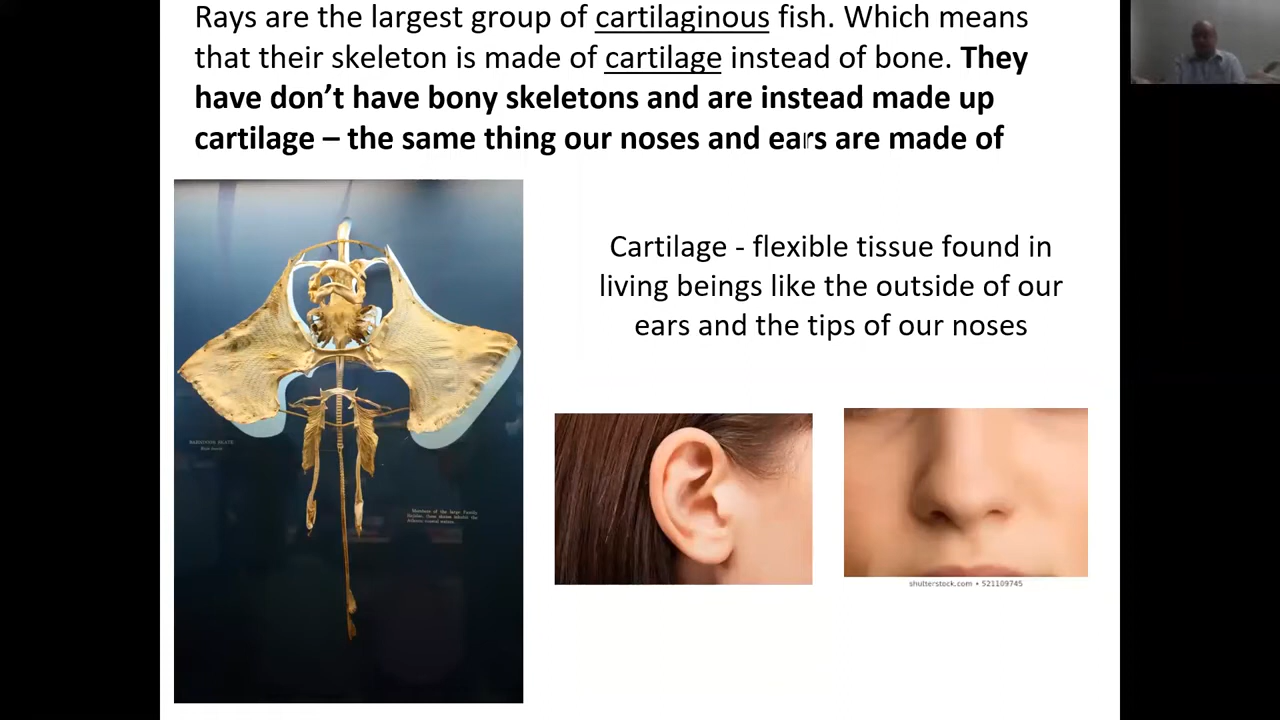 Rays are the largest group of cartilaginous fish. Which means
that their skeleton is made of cartilage instead of bone. They
have don’t have bony skeletons and are instead made up
cartilage – the same thing our noses and ears are made of
Cartilage - flexible tissue found in
living beings like the outside of our
ears and the tips of our noses
BARNDOOR SKATE
shutterstock.com • 521109745